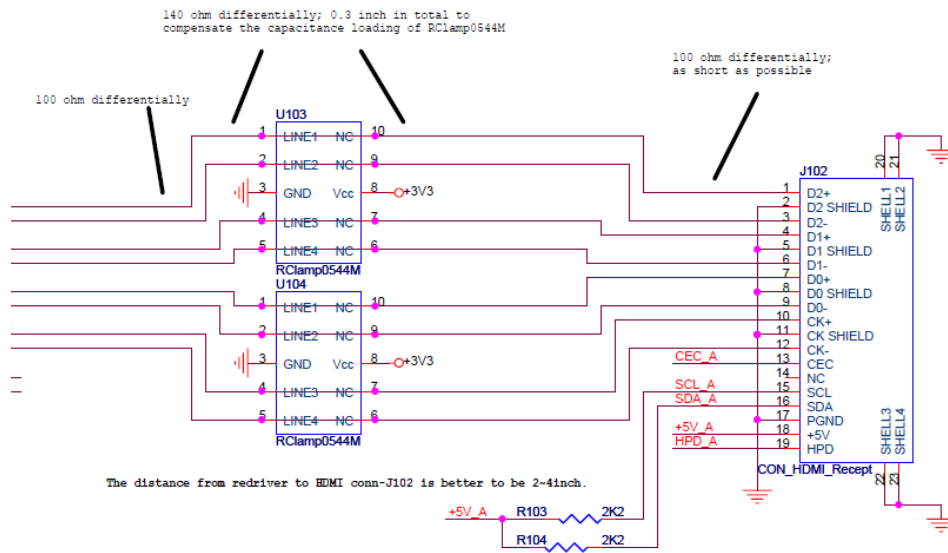 140 ohm differentially; 0.3 inch in total to
compensate the capacitance loading of RClamp0544M
100 ohm differentially;
as short as possible
100 ohm differentially
U103
1 LINE1 NC 10
2 LINE2 NC 9
3 GND Vcc 8 +3V3
4 LINE3 NC 7
5 LINE4 NC 6
RClamp0544M
U104
1 LINE1 NC 10
2 LINE2 NC 9
3 GND Vcc 8 +3V3
4 LINE3 NC 7
5 LINE4 NC 6
RClamp0544M
20 21
J102
SHELL1 SHELL2
1 D2+
2 D2 SHIELD
3 D2-
4 D1+
5 D1 SHIELD
6 D1-
7 D0+
8 D0 SHIELD
9 D0-
10 CK+
11 CK SHIELD
12 CK-
CEC_A 13 CEC
14 NC
SCL_A 15 SCL
SDA_A 16 SDA
17 PGND
+5V_A 18 +5V
HPD_A 19 HPD
SHELL3 SHELL4
CON_HDMI_Recept
22 23
The distance from redriver to HDMI conn-J102 is better to be 2~4inch.
+5V_A R103 2K2
R104 2K2